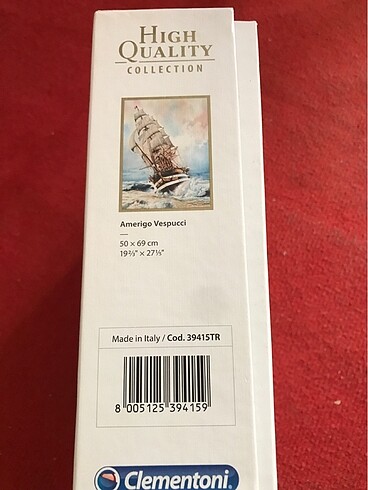 HIGH
QUALITY
COLLECTION
Amerigo Vespucci
50 × 69 cm
19⅔" × 27⅙"
Made in Italy / Cod. 39415TR
8 005125 394159
Clementoni.